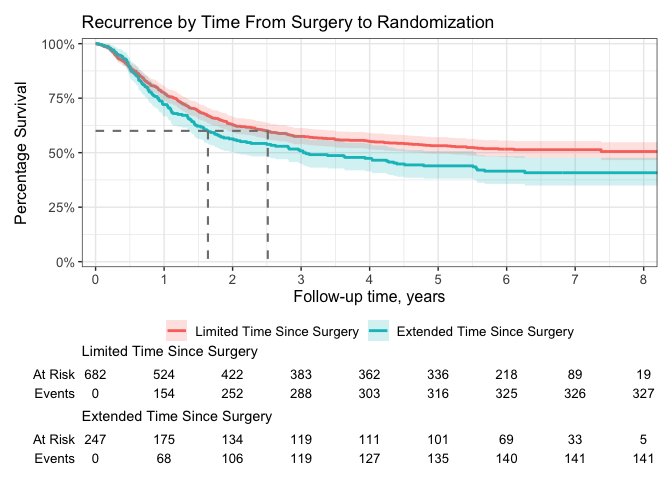 Recurrence by Time From Surgery to Randomization
100%
75%
50%
25%
0%
Percentage Survival
0 1 2 3 4 5 6 7 8
Follow-up time, years
Limited Time Since Surgery Extended Time Since Surgery
Limited Time Since Surgery
At Risk 682 524 422 383 362 336 218 89 19
Events 0 154 252 288 303 316 325 326 327
Extended Time Since Surgery
At Risk 247 175 134 119 111 101 69 33 5
Events 0 68 106 119 127 135 140 141 141